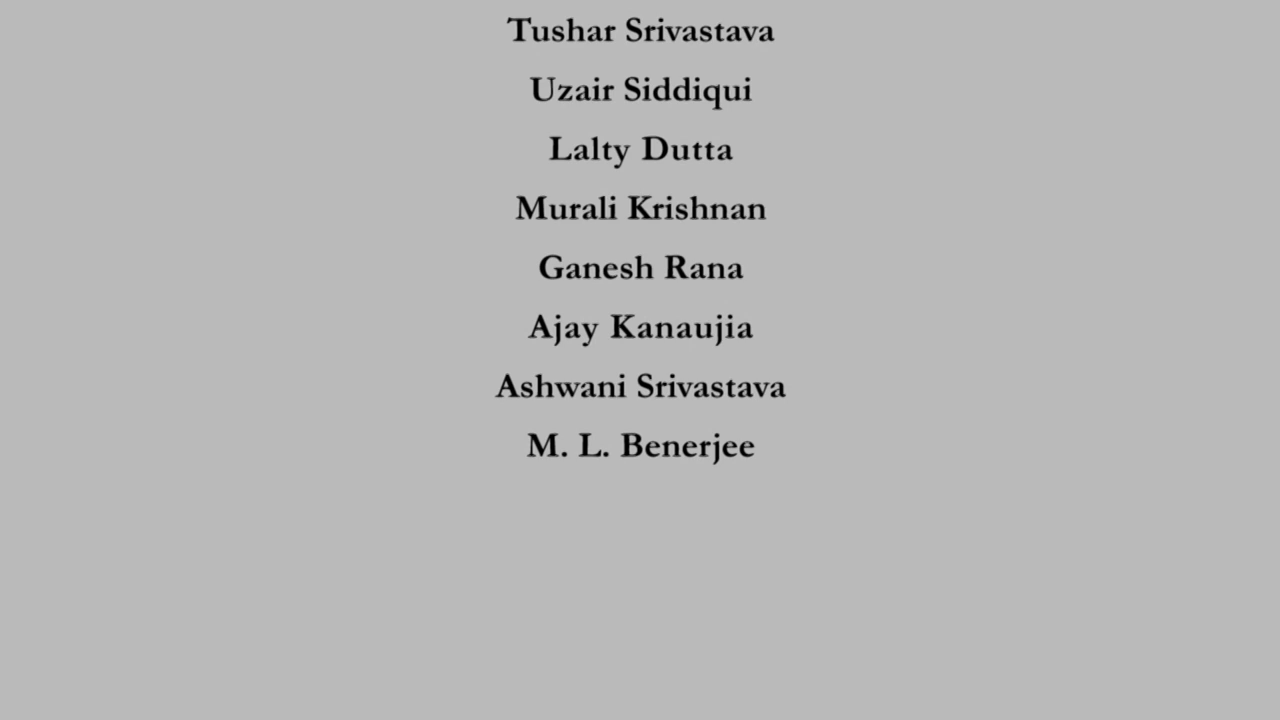 Tushar Srivastava
Uzair Siddiqui
Lalty Dutta
Murali Krishnan
Ganesh Rana
Ajay Kanaujia
Ashwani Srivastava
M. L. Benerjee